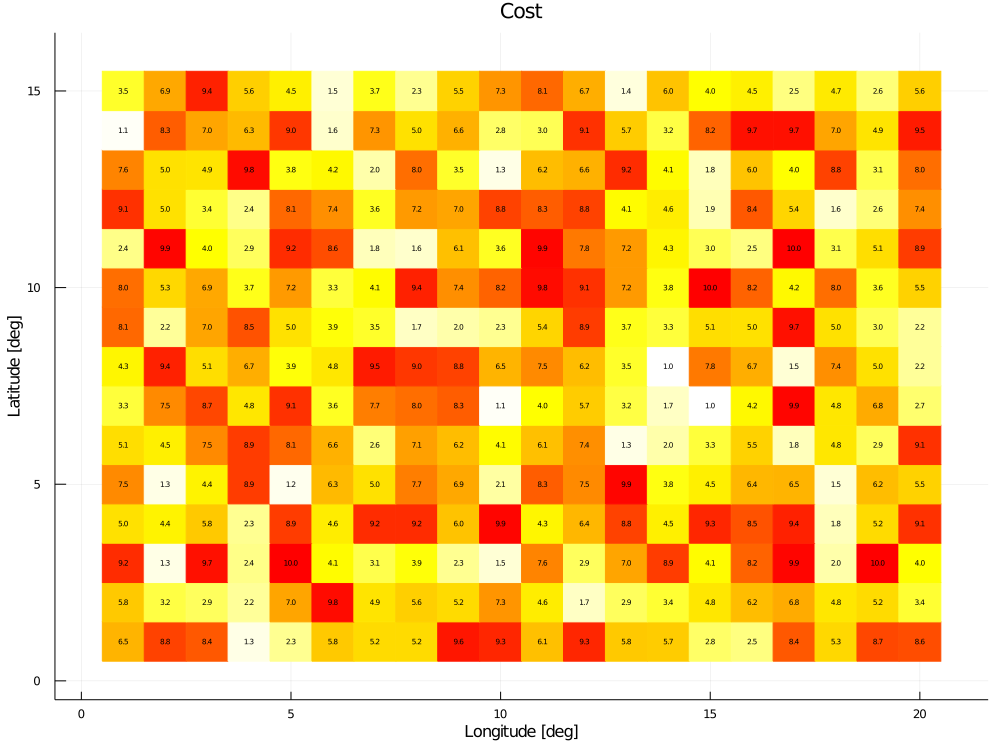 Cost
15
3.5 6.9 9.4 5.6 4.5 1.5 3.7 2.3 5.5 7.3 8.1 6.7 1.4 6.0 4.0 4.5 2.5 4.7 2.6 5.6
1.1 8.3 7.0 6.3 9.0 1.6 7.3 5.0 6.6 2.8 3.0 9.1 5.7 3.2 8.2 9.7 9.7 7.0 4.9 9.5
7.6 5.0 4.9 9.8 3.8 4.2 2.0 8.0 3.5 1.3 6.2 6.6 9.2 4.1 1.8 6.0 4.0 8.8 3.1 8.0
9.1 5.0 3.4 2.4 8.1 7.4 3.6 7.2 7.0 8.8 8.3 8.8 4.1 4.6 1.9 8.4 5.4 1.6 2.6 7.4
2.4 9.9 4.0 2.9 9.2 8.6 1.8 1.6 6.1 3.6 9.9 7.8 7.2 4.3 3.0 2.5 10.0 3.1 5.1 8.9
10
8.0 5.3 6.9 3.7 7.2 3.3 4.1 9.4 7.4 8.2 9.8 9.1 7.2 3.8 10.0 8.2 4.2 8.0 3.6 5.5
8.1 2.2 7.0 8.5 5.0 3.9 3.5 1.7 2.0 2.3 5.4 8.9 3.7 3.3 5.1 5.0 9.7 5.0 3.0 2.2
4.3 9.4 5.1 6.7 3.9 4.8 9.5 9.0 8.8 6.5 7.5 6.2 3.5 1.0 7.8 6.7 1.5 7.4 5.0 2.2
3.3 7.5 8.7 4.8 9.1 3.6 7.7 8.0 8.3 1.1 4.0 5.7 3.2 1.7 1.0 4.2 9.9 4.8 6.8 2.7
5.1 4.5 7.5 8.9 8.1 6.6 2.6 7.1 6.2 4.1 6.1 7.4 1.3 2.0 3.3 5.5 1.8 4.8 2.9 9.1
5
7.5 1.3 4.4 8.9 1.2 6.3 5.0 7.7 6.9 2.1 8.3 7.5 9.9 3.8 4.5 6.4 6.5 1.5 6.2 5.5
5.0 4.4 5.8 2.3 8.9 4.6 9.2 9.2 6.0 9.9 4.3 6.4 8.8 4.5 9.3 8.5 9.4 1.8 5.2 9.1
9.2 1.3 9.7 2.4 10.0 4.1 3.1 3.9 2.3 1.5 7.6 2.9 7.0 8.9 4.1 8.2 9.9 2.0 10.0 4.0
5.8 3.2 2.9 2.2 7.0 9.8 4.9 5.6 5.2 7.3 4.6 1.7 2.9 3.4 4.8 6.2 6.8 4.8 5.2 3.4
6.5 8.8 8.4 1.3 2.3 5.8 5.2 5.2 9.6 9.3 6.1 9.3 5.8 5.7 2.8 2.5 8.4 5.3 8.7 8.6
0
Latitude [deg]
0 5 10 15 20
Longitude [deg]